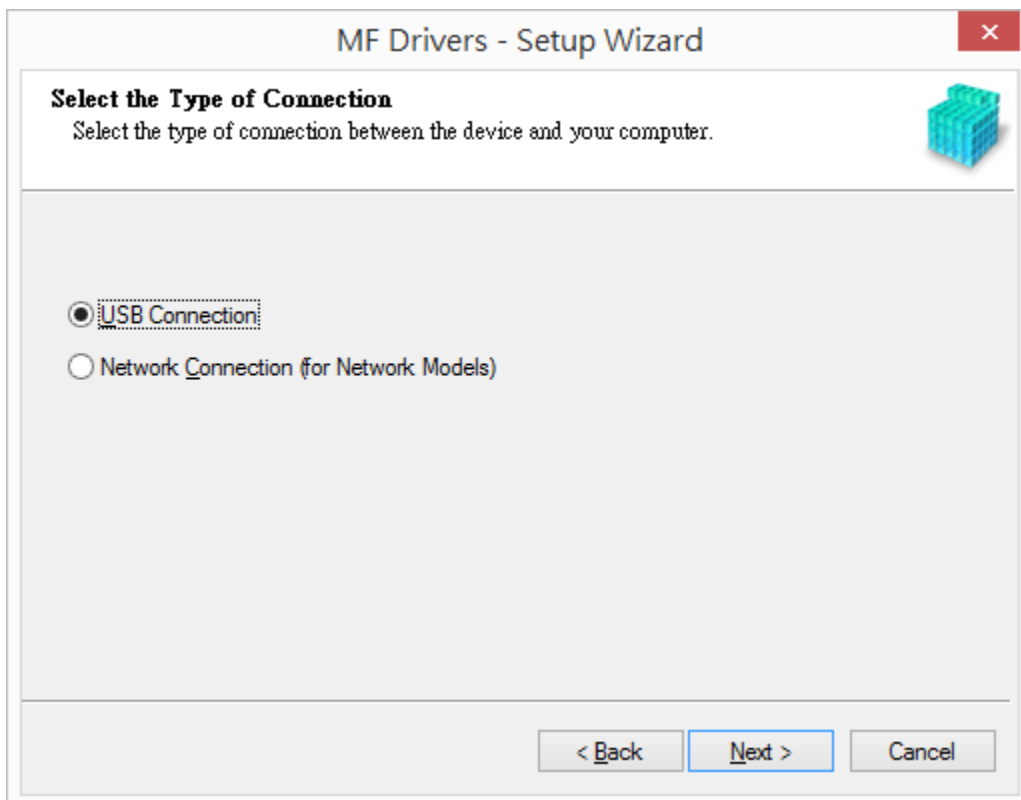 MF Drivers - Setup Wizard
Select the Type of Connection
Select the type of connection between the device and your computer.
USB Connection
Network Connection (for Network Models)
< Back
Next >
Cancel